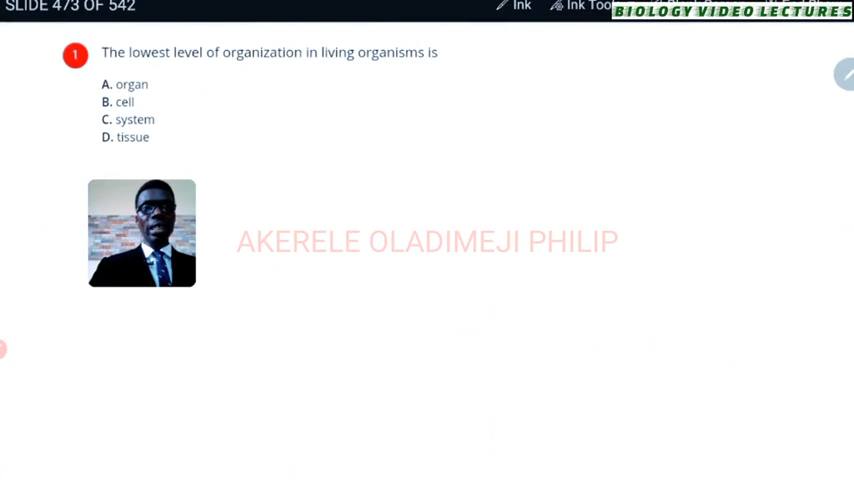 SLIDE 473 OF 542
Ink
Ink Too
BIOLOGY VIDEO LECTURES
1
The lowest level of organization in living organisms is
A. organ
B. cell
C. system
D. tissue
AKERELE OLADIMEJI PHILIP